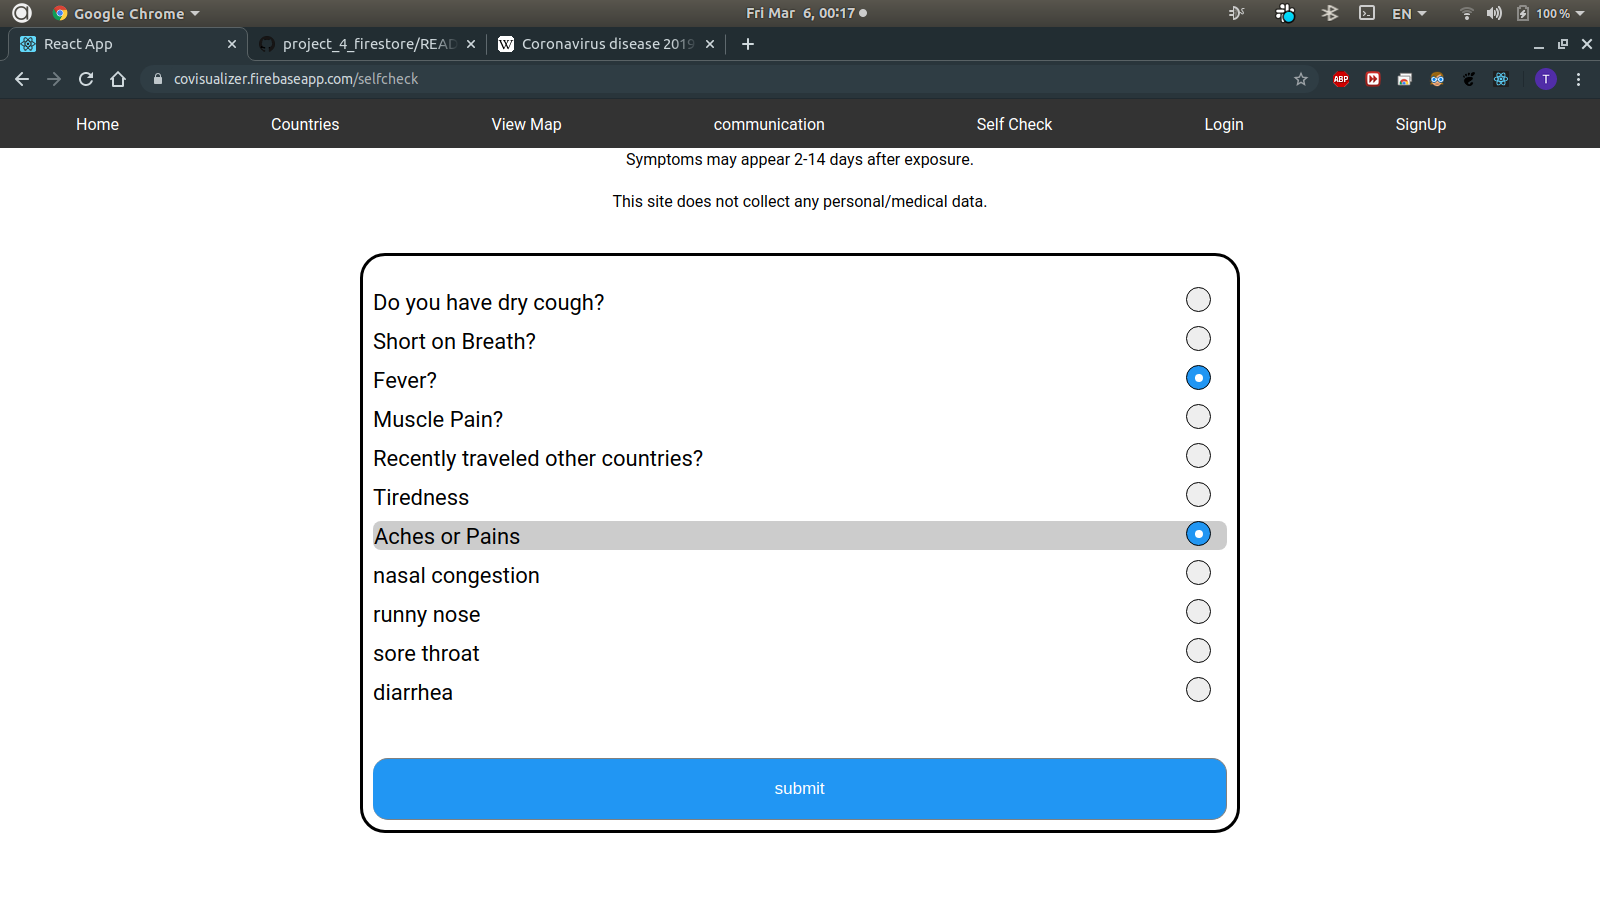 Google Chrome
Fri Mar 6, 00:17
EN
100 %
React App
project_4_firestore/READ
Coronavirus disease 2019
covisualizer.firebaseapp.com/selfcheck
ABP
T
Home
Countries
View Map
communication
Self Check
Login
SignUp
Symptoms may appear 2-14 days after exposure.
This site does not collect any personal/medical data.
Do you have dry cough?
Short on Breath?
Fever?
Muscle Pain?
Recently traveled other countries?
Tiredness
Aches or Pains
nasal congestion
runny nose
sore throat
diarrhea
submit